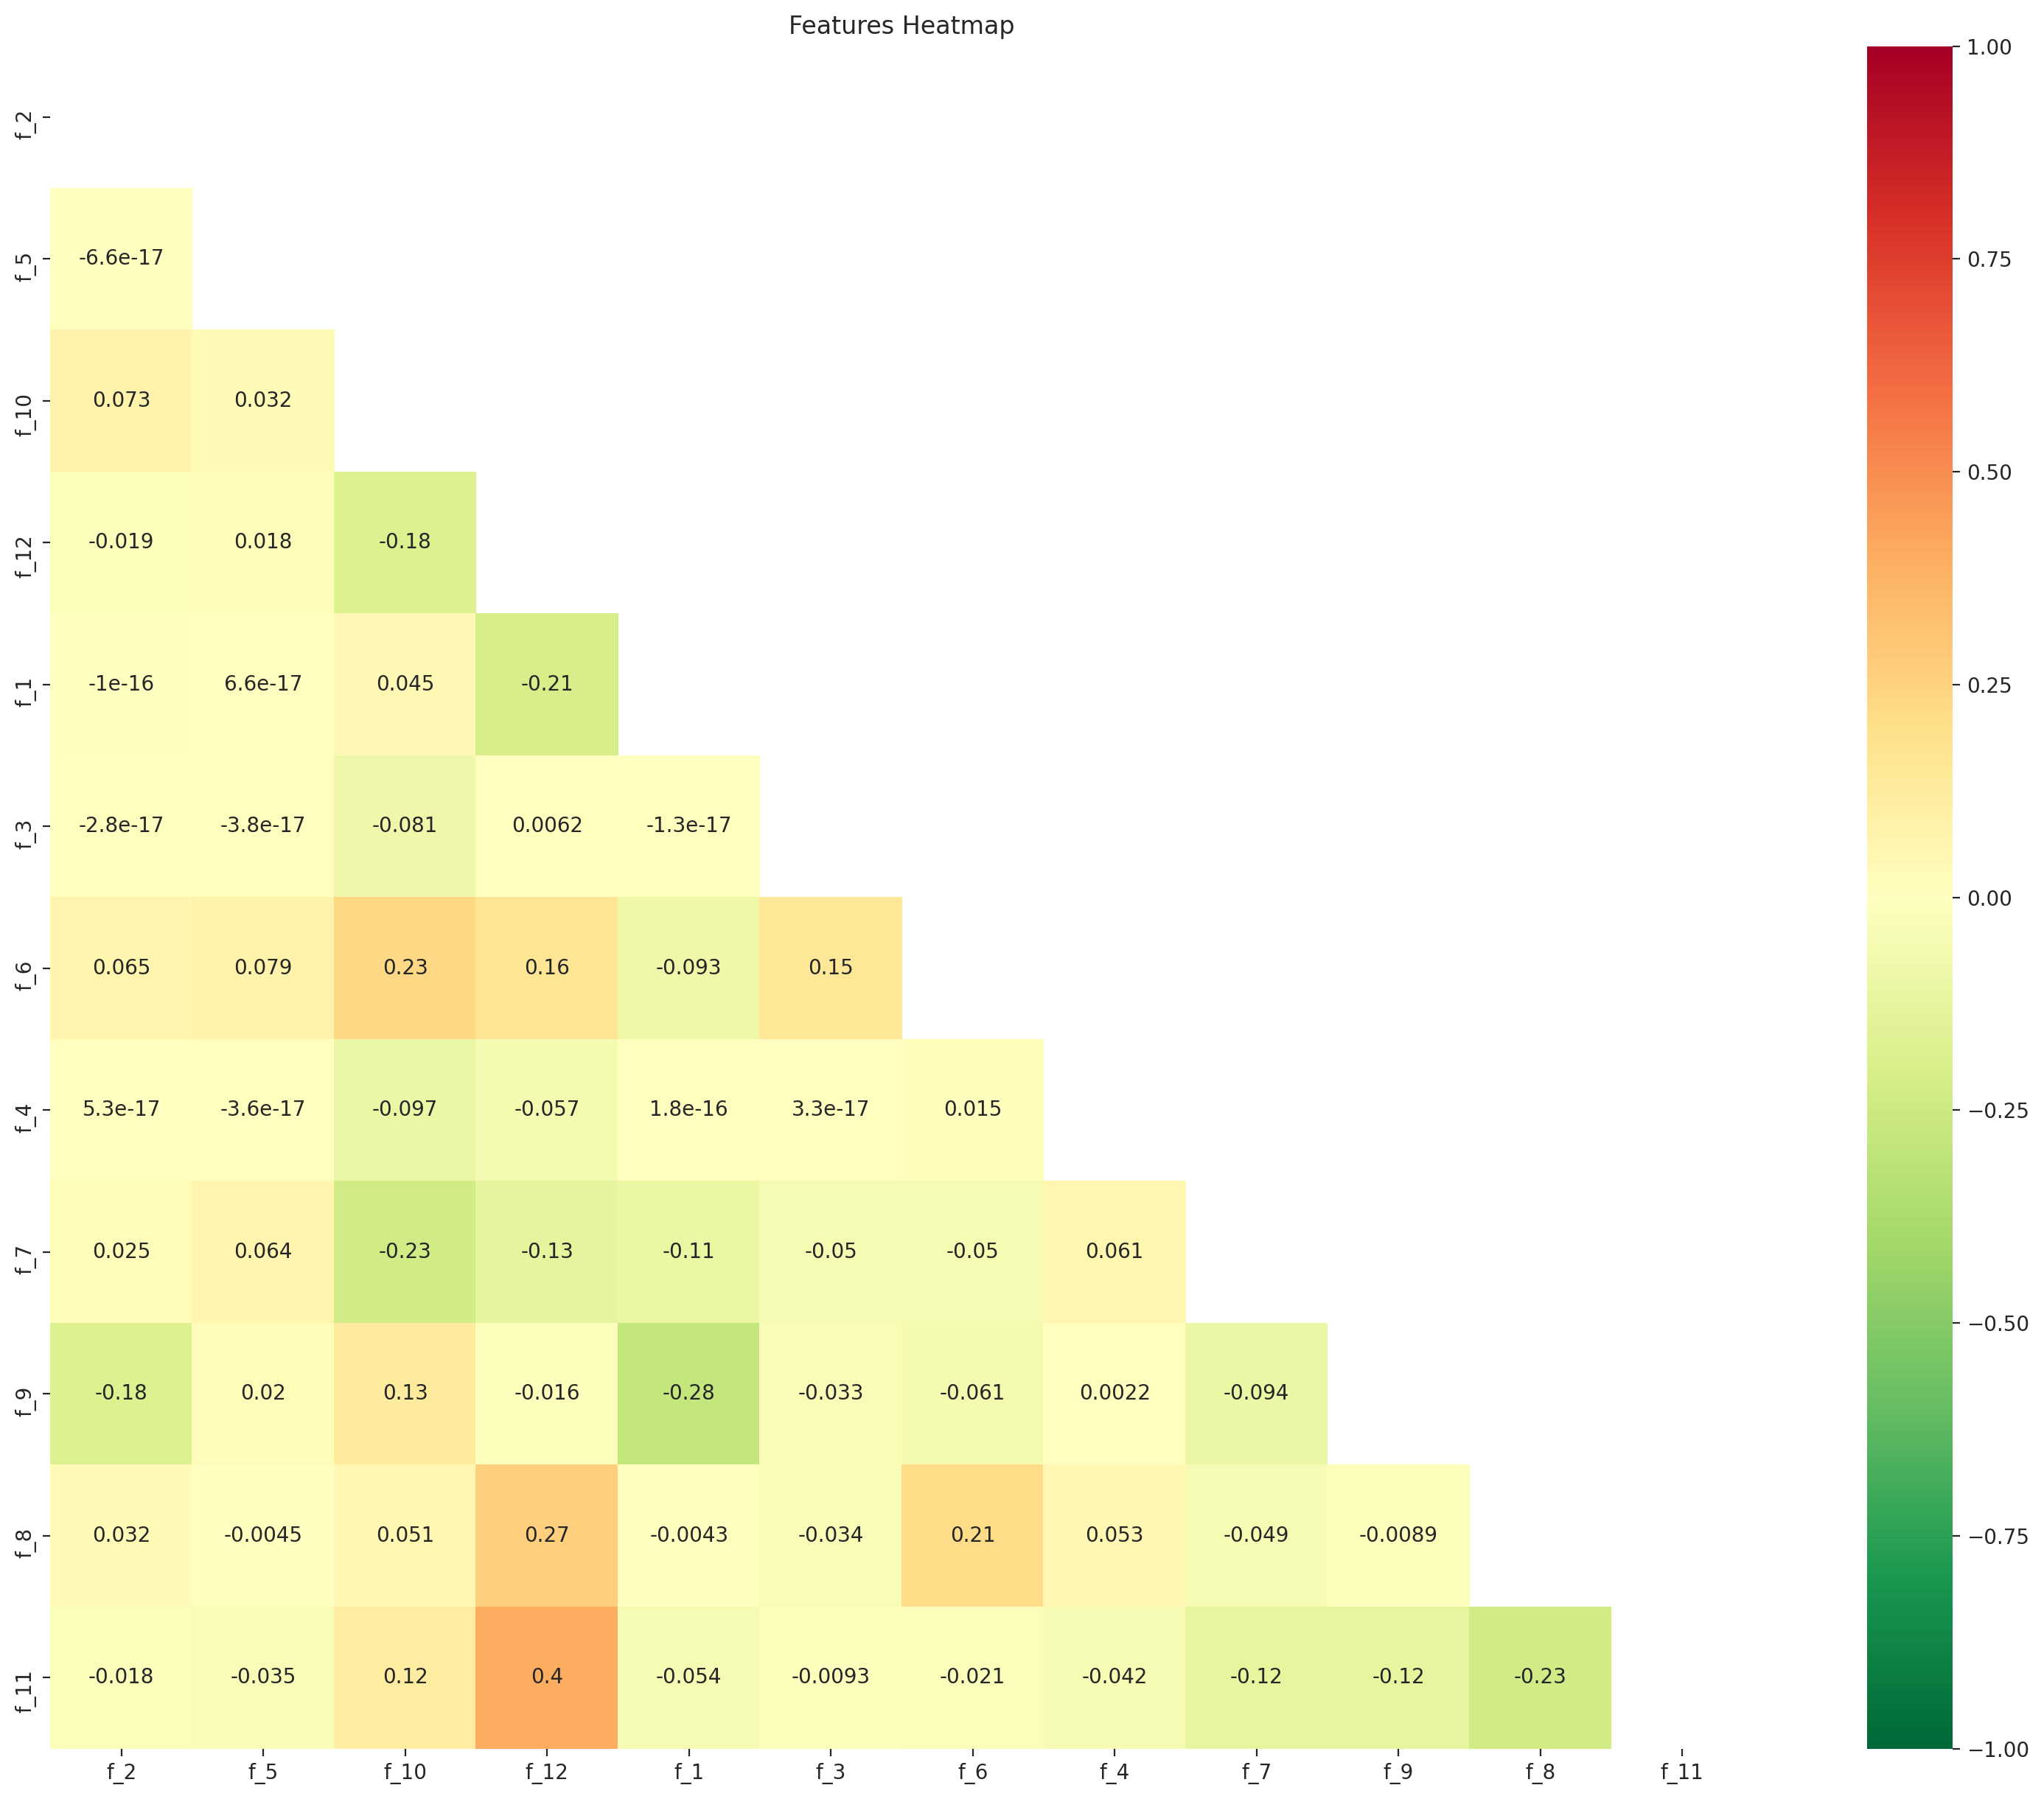 Features Heatmap
f_2
f_5 -6.6e-17
f_10 0.073 0.032
f_12 -0.019 0.018 -0.18
f_1 -1e-16 6.6e-17 0.045 -0.21
f_3 -2.8e-17 -3.8e-17 -0.081 0.0062 -1.3e-17
f_6 0.065 0.079 0.23 0.16 -0.093 0.15
f_4 5.3e-17 -3.6e-17 -0.097 -0.057 1.8e-16 3.3e-17 0.015
f_7 0.025 0.064 -0.23 -0.13 -0.11 -0.05 -0.05 0.061
f_9 -0.18 0.02 0.13 -0.016 -0.28 -0.033 -0.061 0.0022 -0.094
f_8 0.032 -0.0045 0.051 0.27 -0.0043 -0.034 0.21 0.053 -0.049 -0.0089
f_11 -0.018 -0.035 0.12 0.4 -0.054 -0.0093 -0.021 -0.042 -0.12 -0.12 -0.23
f_2 f_5 f_10 f_12 f_1 f_3 f_6 f_4 f_7 f_9 f_8 f_11
1.00
0.75
0.50
0.25
0.00
−0.25
−0.50
−0.75
−1.00